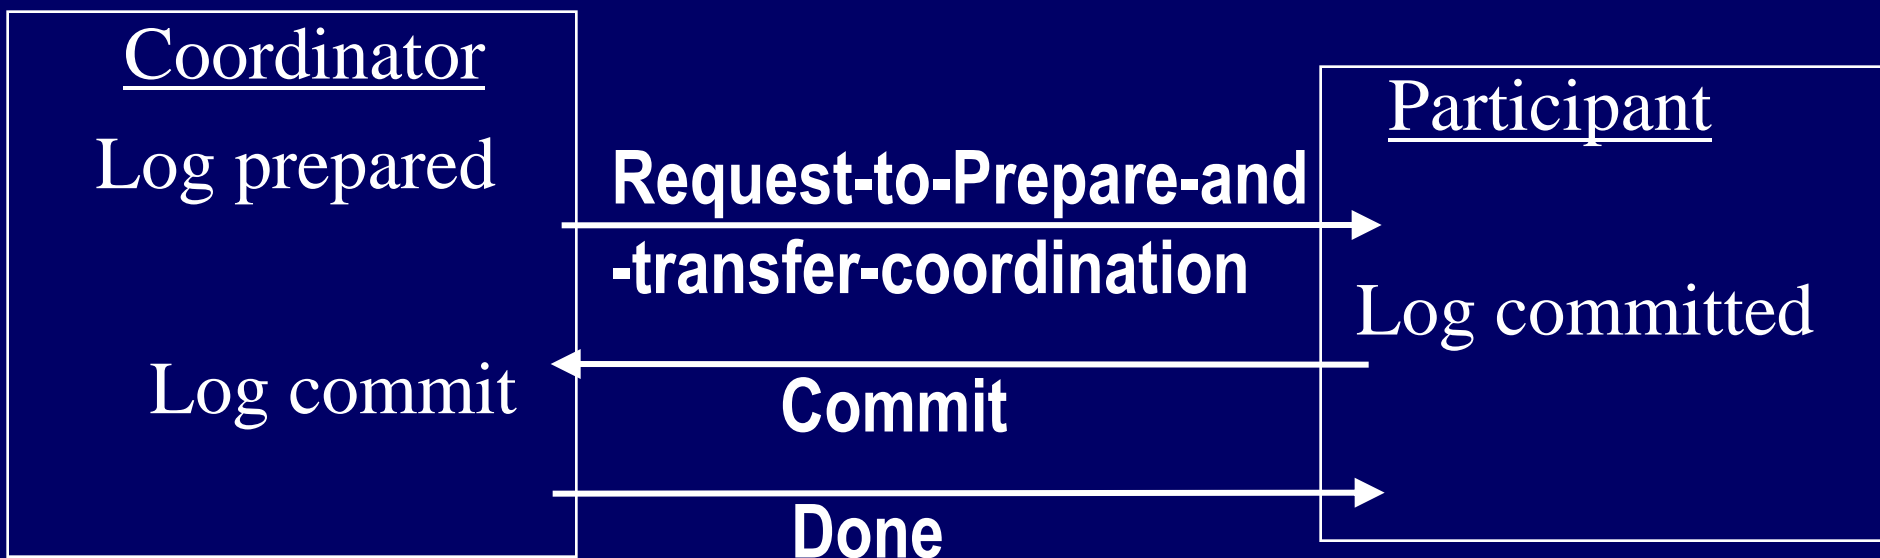 Coordinator
Log prepared
Log commit
Request-to-Prepare-and
-transfer-coordination
Commit
Done
Participant
Log committed